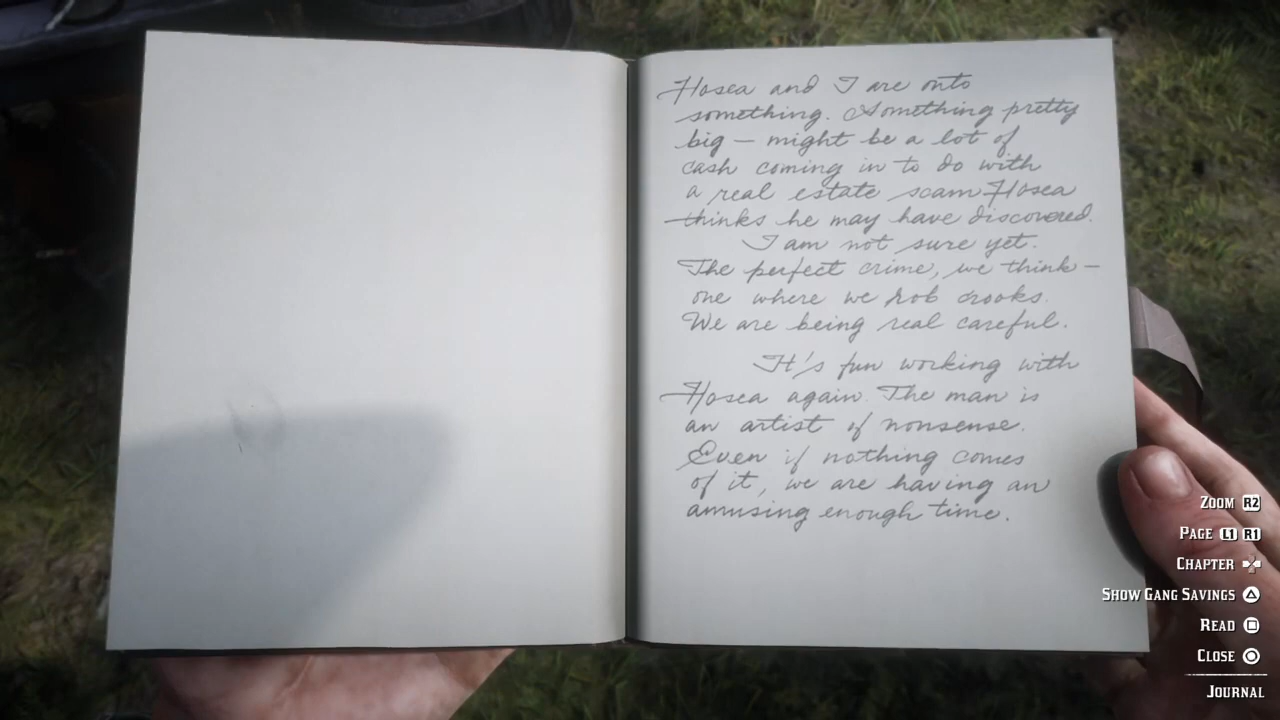 Hosea and I are onto
something. Something pretty
big — might be a lot of
cash coming in to do with
a real estate scam Hosea
thinks he may have discovered.
I am not sure yet.
The perfect crime, we think —
one where we rob crooks.
We are being real careful.
It's fun working with
Hosea again. The man is
an artist of nonsense.
Even if nothing comes
of it, we are having an
amusing enough time.
ZOOM R2
PAGE L1 R1
CHAPTER
SHOW GANG SAVINGS
READ
CLOSE
JOURNAL